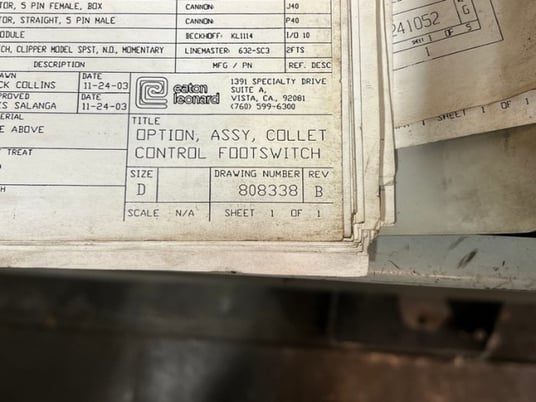 TOR, 5 PIN FEMALE, BOX CANNON: J40
TOR, STRAIGHT, 5 PIN MALE CANNON: P40
MODULE BECKHOFF: KL1114 I/O 10
CH, CLIPPER MODEL SPST, N.O., MOMENTARY LINEMASTER: 632-SC3 2FTS
DESCRIPTION MFG / PN REF. DESC
AWN DATE
CK COLLINS 11-24-03
PROVED DATE
ES SALANGA 11-24-03
eaton
leonard
1391 SPECIALTY DRIVE
SUITE A,
VISTA, CA., 92081
(760) 599-6300
ERIAL
E ABOVE
T TREAT
H
TITLE
OPTION, ASSY, COLLET
CONTROL FOOTSWITCH
SIZE DRAWING NUMBER REV
D 808338 B
SCALE N/A SHEET 1 OF 1
241052 G
1 OF 5
1
SHEET 1 OF 1